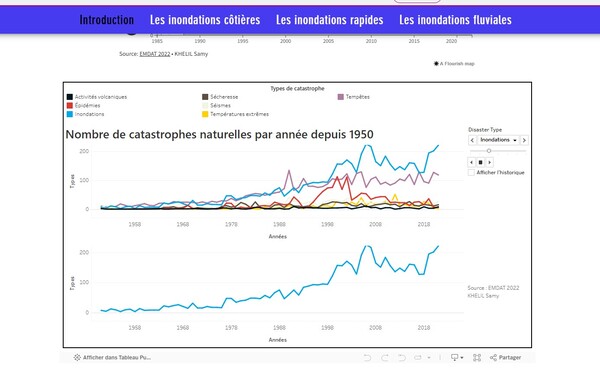 Introduction Les inondations côtières Les inondations rapides Les inondations fluviales
1985 1990 1995 2000 2005 2010 2015 2020
Source: EMDAT 2022 • KHELIL Samy
A Flourish map
Types de catastrophe
Activités volcaniques Sécheresse Tempêtes
Épidémies Séismes
Inondations Températures extrêmes
Nombre de catastrophes naturelles par année depuis 1950
Disaster Type
Inondations
Afficher l'historique
Types
200
100
0
1958 1968 1978 1988 1998 2008 2018
Années
Types
200
100
0
1958 1968 1978 1988 1998 2008 2018
Années
Source : EMDAT 2022
KHELIL Samy
Afficher dans Tableau Pu...
Partager